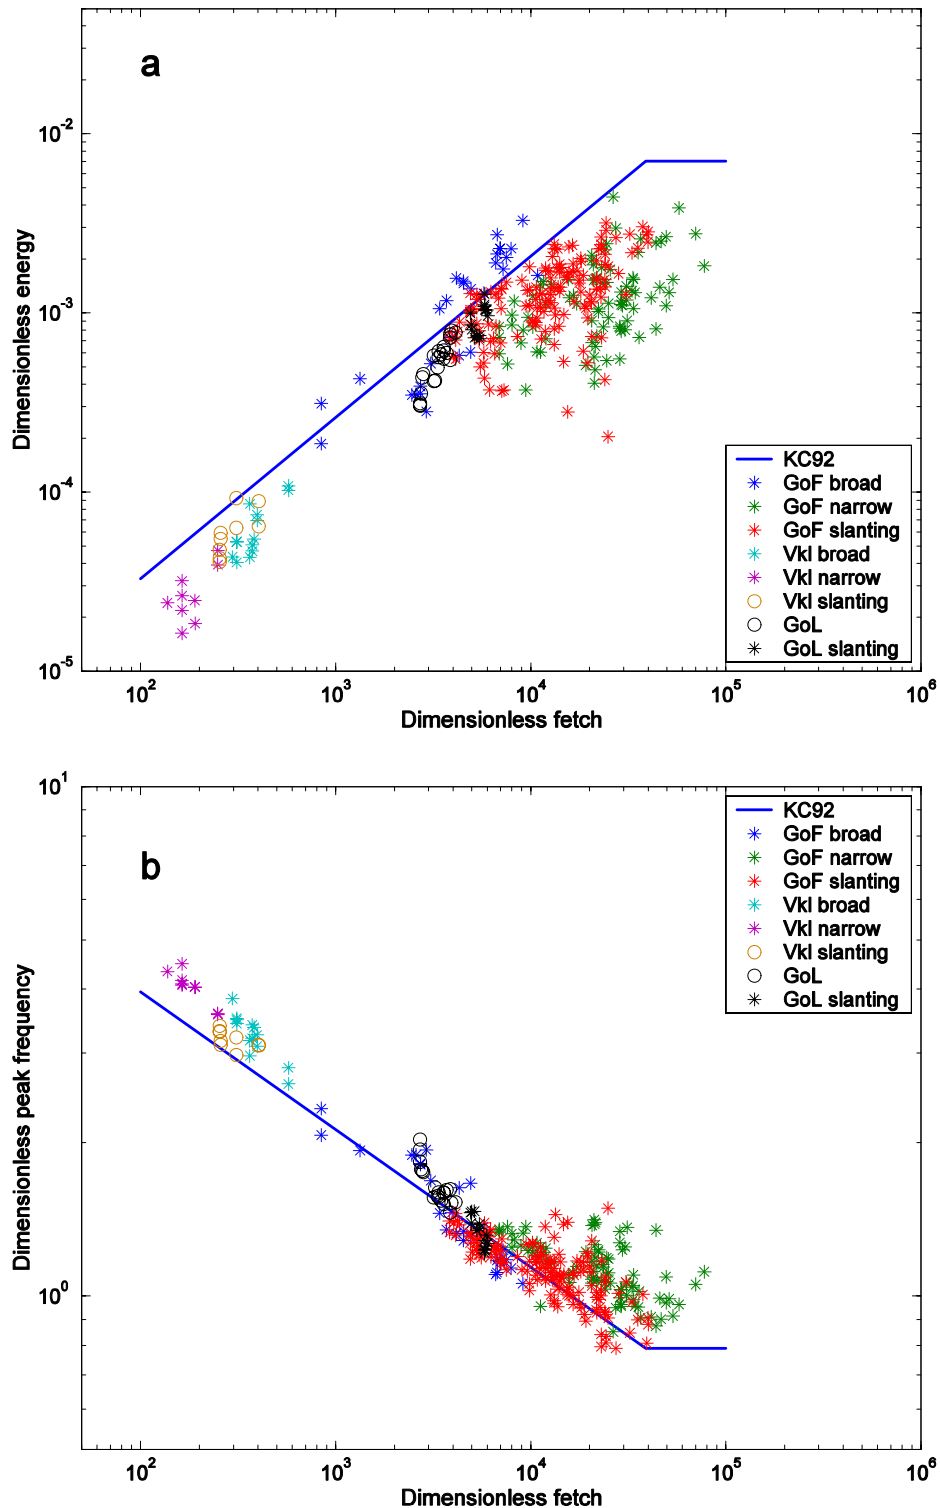 a
10^-2
10^-3
10^-4
10^-5
Dimensionless energy
KC92
GoF broad
GoF narrow
GoF slanting
Vkl broad
Vkl narrow
Vkl slanting
GoL
GoL slanting
10^2 10^3 10^4 10^5 10^6
Dimensionless fetch
b
10^1
10^0
Dimensionless peak frequency
KC92
GoF broad
GoF narrow
GoF slanting
Vkl broad
Vkl narrow
Vkl slanting
GoL
GoL slanting
10^2 10^3 10^4 10^5 10^6
Dimensionless fetch